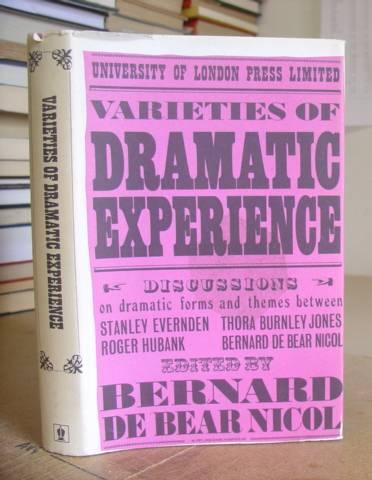 VARIETIES OF DRAMATIC EXPERIENCE
UNIVERSITY OF LONDON PRESS LIMITED
VARIETIES OF
DRAMATIC
EXPERIENCE
DISCUSSIONS
on dramatic forms and themes between
STANLEY EVERNDEN THORA BURNLEY JONES
ROGER HUBANK BERNARD DE BEAR NICOL
EDITED BY
BERNARD
DE BEAR NICOL